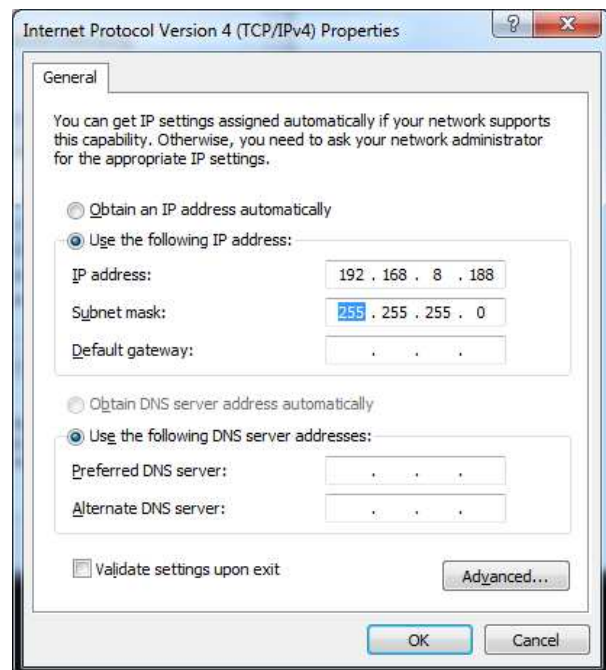 Internet Protocol Version 4 (TCP/IPv4) Properties
General
You can get IP settings assigned automatically if your network supports
this capability. Otherwise, you need to ask your network administrator
for the appropriate IP settings.
Obtain an IP address automatically
Use the following IP address:
IP address: 192 . 168 . 8 . 188
Subnet mask: 255 . 255 . 255 . 0
Default gateway: . . .
Obtain DNS server address automatically
Use the following DNS server addresses:
Preferred DNS server: . . .
Alternate DNS server: . . .
Validate settings upon exit
Advanced...
OK Cancel